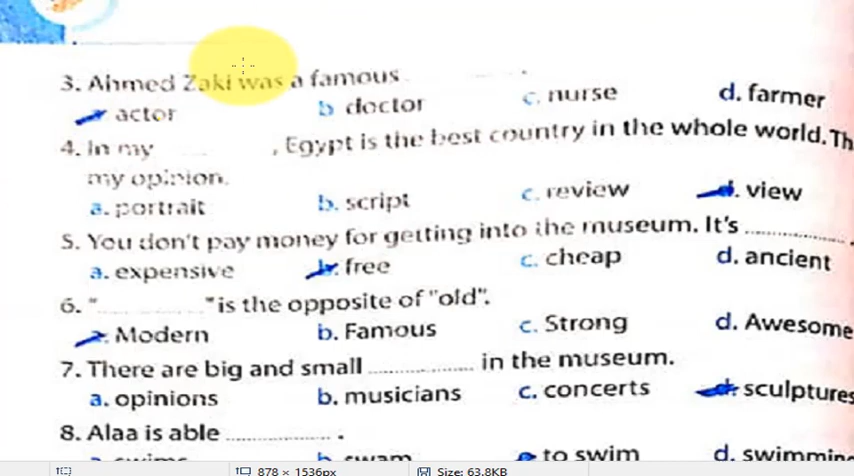 3. Ahmed Zaki was a famous .............. .
a. actor b. doctor c. nurse d. farmer
4. In my .............. , Egypt is the best country in the whole world. Th
my opinion.
a. portrait b. script c. review d. view
5. You don't pay money for getting into the museum. It's .............. .
a. expensive b. free c. cheap d. ancient
6. " .............. " is the opposite of "old".
a. Modern b. Famous c. Strong d. Awesome
7. There are big and small .............. in the museum.
a. opinions b. musicians c. concerts d. sculptures
8. Alaa is able .............. .
a. swims b. swam c. to swim d. swimming
878 × 1536px Size: 63.8KB